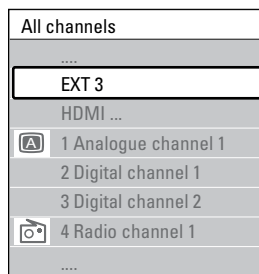 All channels
....
EXT 3
HDMI ...
A 1 Analogue channel 1
2 Digital channel 1
3 Digital channel 2
4 Radio channel 1
....